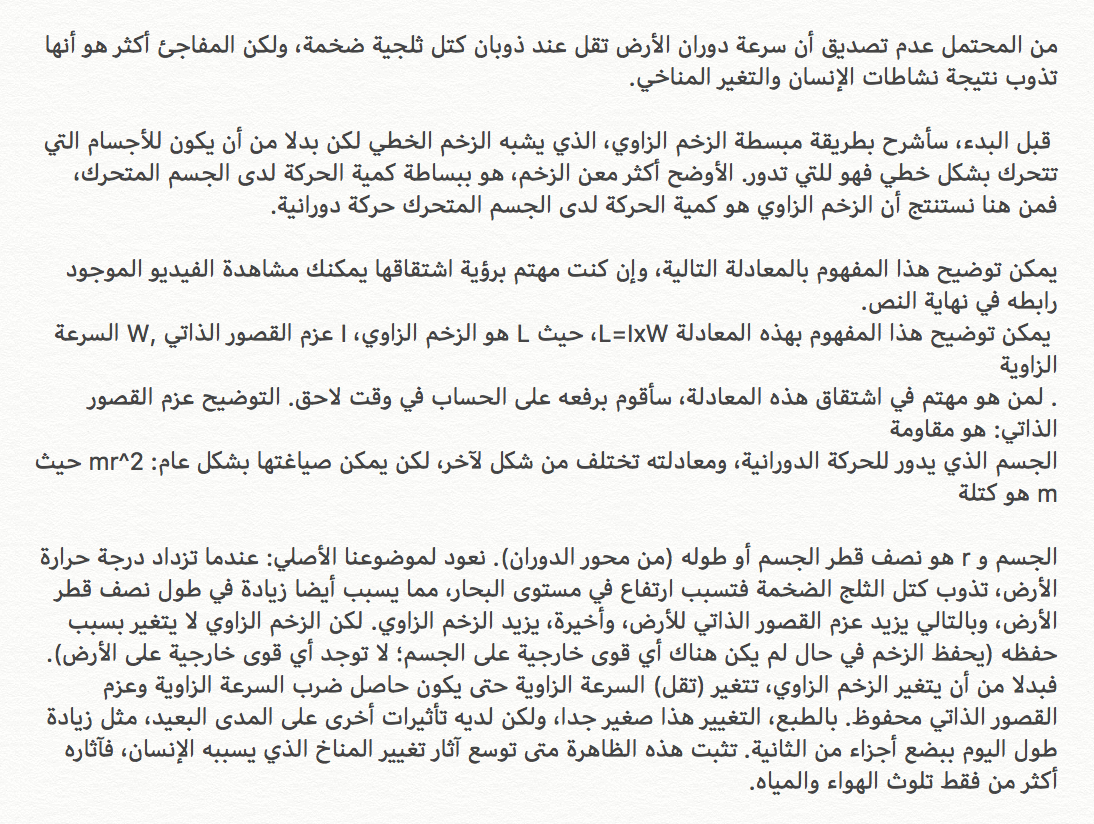 من المحتمل عدم تصديق أن سرعة دوران الأرض تقل عند ذوبان كتل ثلجية ضخمة، ولكن المفاجئ أكثر هو أنها
تذوب نتيجة نشاطات الإنسان والتغير المناخي.
قبل البدء، سأشرح بطريقة مبسطة الزخم الزاوي، الذي يشبه الزخم الخطي لكن بدلا من أن يكون للأجسام التي
تتحرك بشكل خطي فهو للتي تدور. الأوضح أكثر معن الزخم، هو ببساطة كمية الحركة لدى الجسم المتحرك،
فمن هنا نستنتج أن الزخم الزاوي هو كمية الحركة لدى الجسم المتحرك حركة دورانية.
يمكن توضيح هذا المفهوم بالمعادلة التالية، وإن كنت مهتم برؤية اشتقاقها يمكنك مشاهدة الفيديو الموجود
رابطه في نهاية النص.
يمكن توضيح هذا المفهوم بهذه المعادلة L=IxW، حيث L هو الزخم الزاوي، I عزم القصور الذاتي ,W السرعة
الزاوية
. لمن هو مهتم في اشتقاق هذه المعادلة، سأقوم برفعه على الحساب في وقت لاحق. التوضيح عزم القصور
الذاتي: هو مقاومة
الجسم الذي يدور للحركة الدورانية، ومعادلته تختلف من شكل لآخر، لكن يمكن صياغتها بشكل عام: mr^2 حيث
m هو كتلة
الجسم و r هو نصف قطر الجسم أو طوله (من محور الدوران). نعود لموضوعنا الأصلي: عندما تزداد درجة حرارة
الأرض، تذوب كتل الثلج الضخمة فتسبب ارتفاع في مستوى البحار، مما يسبب أيضا زيادة في طول نصف قطر
الأرض، وبالتالي يزيد عزم القصور الذاتي للأرض، وأخيرة، يزيد الزخم الزاوي. لكن الزخم الزاوي لا يتغير بسبب
حفظه (يحفظ الزخم في حال لم يكن هناك أي قوى خارجية على الجسم؛ لا توجد أي قوى خارجية على الأرض).
فبدلا من أن يتغير الزخم الزاوي، تتغير (تقل) السرعة الزاوية حتى يكون حاصل ضرب السرعة الزاوية وعزم
القصور الذاتي محفوظ. بالطبع، التغيير هذا صغير جدا، ولكن لديه تأثيرات أخرى على المدى البعيد، مثل زيادة
طول اليوم ببضع أجزاء من الثانية. تثبت هذه الظاهرة متى توسع آثار تغيير المناخ الذي يسببه الإنسان، فآثاره
أكثر من فقط تلوث الهواء والمياه.